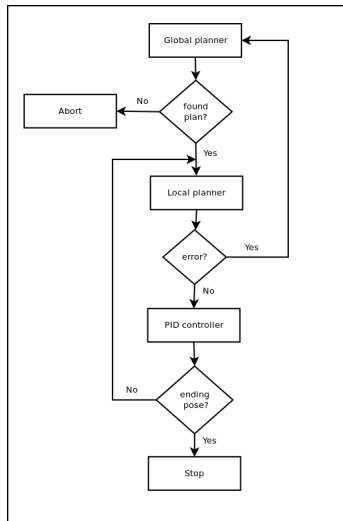 Global planner
No
Abort
found
plan?
Yes
Local planner
error?
Yes
No
PID controller
No
ending
pose?
Yes
Stop